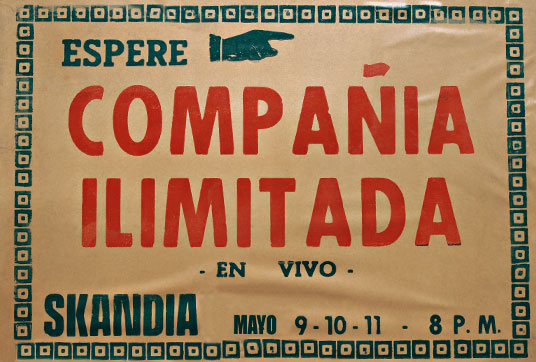 ESPERE
COMPAÑIA
ILIMITADA
- EN VIVO -
SKANDIA MAYO 9-10-11 - 8 P. M.